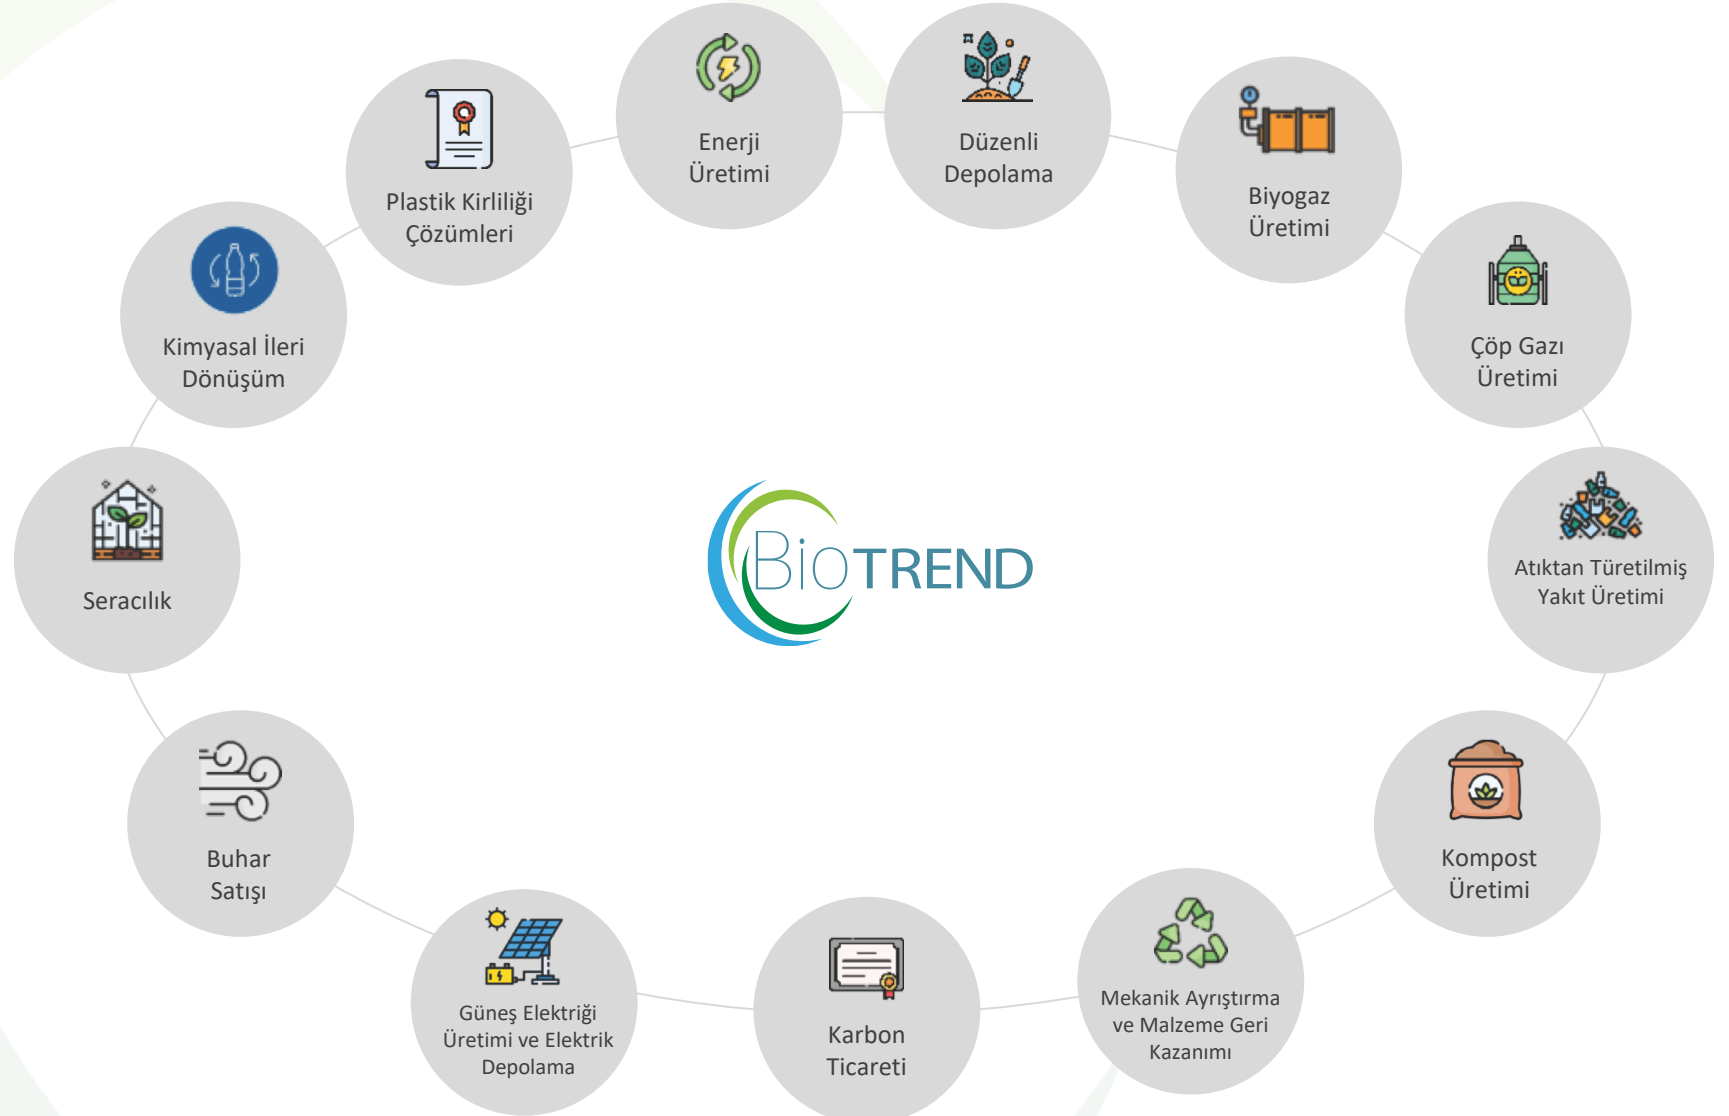 Enerji
Üretimi
Düzenli
Depolama
Biyogaz
Üretimi
Çöp Gazı
Üretimi
Atıktan Türetilmiş
Yakıt Üretimi
Kompost
Üretimi
Mekanik Ayrıştırma
ve Malzeme Geri
Kazanımı
Karbon
Ticareti
Güneş Elektriği
Üretimi ve Elektrik
Depolama
Buhar
Satışı
Seracılık
Kimyasal İleri
Dönüşüm
Plastik Kirliliği
Çözümleri
BioTREND